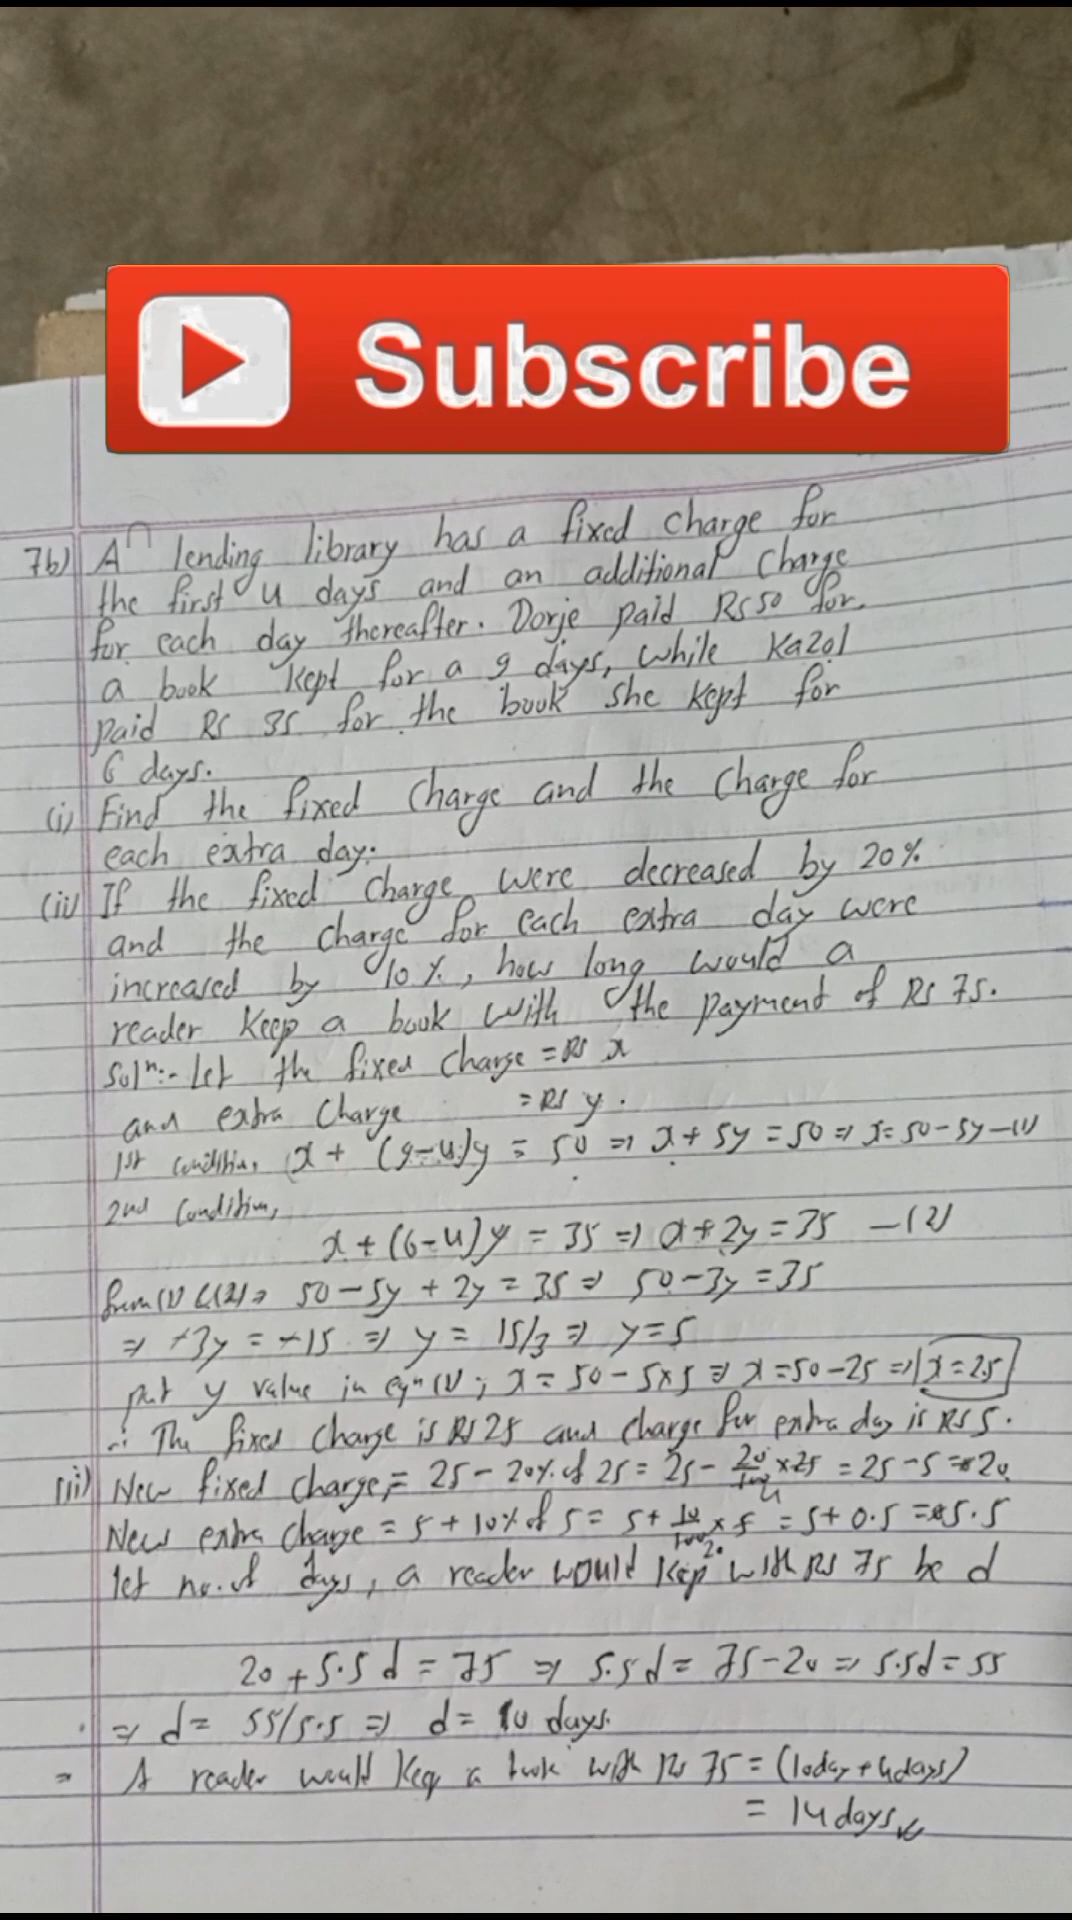 Subscribe
7b) A lending library has a fixed charge for
the first 4 days and an additional charge
for each day thereafter. Dorje paid Rs 50 for
a book kept for a 9 days, while Kazol
paid Rs 35 for the book she kept for
6 days.
(i) Find the fixed charge and the charge for
each extra day.
(ii) If the fixed charge were decreased by 20%
and the charge for each extra day were
increased by 10%, how long would a
reader keep a book with the payment of Rs 75.
Solⁿ:- Let the fixed charge = Rs x
and extra charge = Rs y.
1st condition, x + (9-4)y = 50 ⇒ x + 5y = 50 ⇒ x = 50 - 5y —(1)
2nd condition,
x + (6-4)y = 35 ⇒ x + 2y = 35 —(2)
from (1) & (2) ⇒ 50 - 5y + 2y = 35 ⇒ 50 - 3y = 35
⇒ +3y = +15 ⇒ y = 15/3 ⇒ y = 5
put y value in eqⁿ (1); x = 50 - 5×5 ⇒ x = 50 - 25 ⇒ x = 25
∴ The fixed charge is Rs 25 and charge for extra day is Rs 5.
(ii) New fixed charge = 25 - 20% of 25 = 25 - 20/100 × 25 = 25 - 5 = 20
New extra charge = 5 + 10% of 5 = 5 + 10/100 × 5 = 5 + 0.5 = 5.5
let no. of days, a reader would keep with Rs 75 be d
20 + 5.5d = 75 ⇒ 5.5d = 75 - 20 ⇒ 5.5d = 55
⇒ d = 55/5.5 ⇒ d = 10 days.
A reader would keep a book with Rs 75 = (10day + 4days)
= 14 days